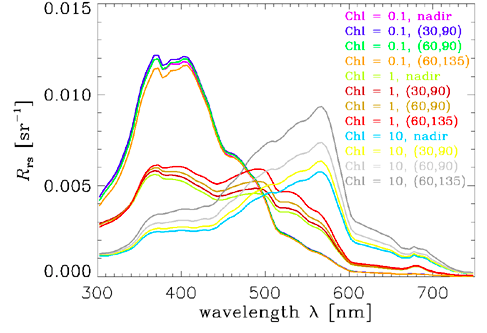 0.015
0.010
0.005
0.000
R_rs [sr⁻¹]
Chl = 0.1, nadir
Chl = 0.1, (30,90)
Chl = 0.1, (60,90)
Chl = 0.1, (60,135)
Chl = 1, nadir
Chl = 1, (30,90)
Chl = 1, (60,90)
Chl = 1, (60,135)
Chl = 10, nadir
Chl = 10, (30,90)
Chl = 10, (60,90)
Chl = 10, (60,135)
300 400 500 600 700
wavelength λ [nm]